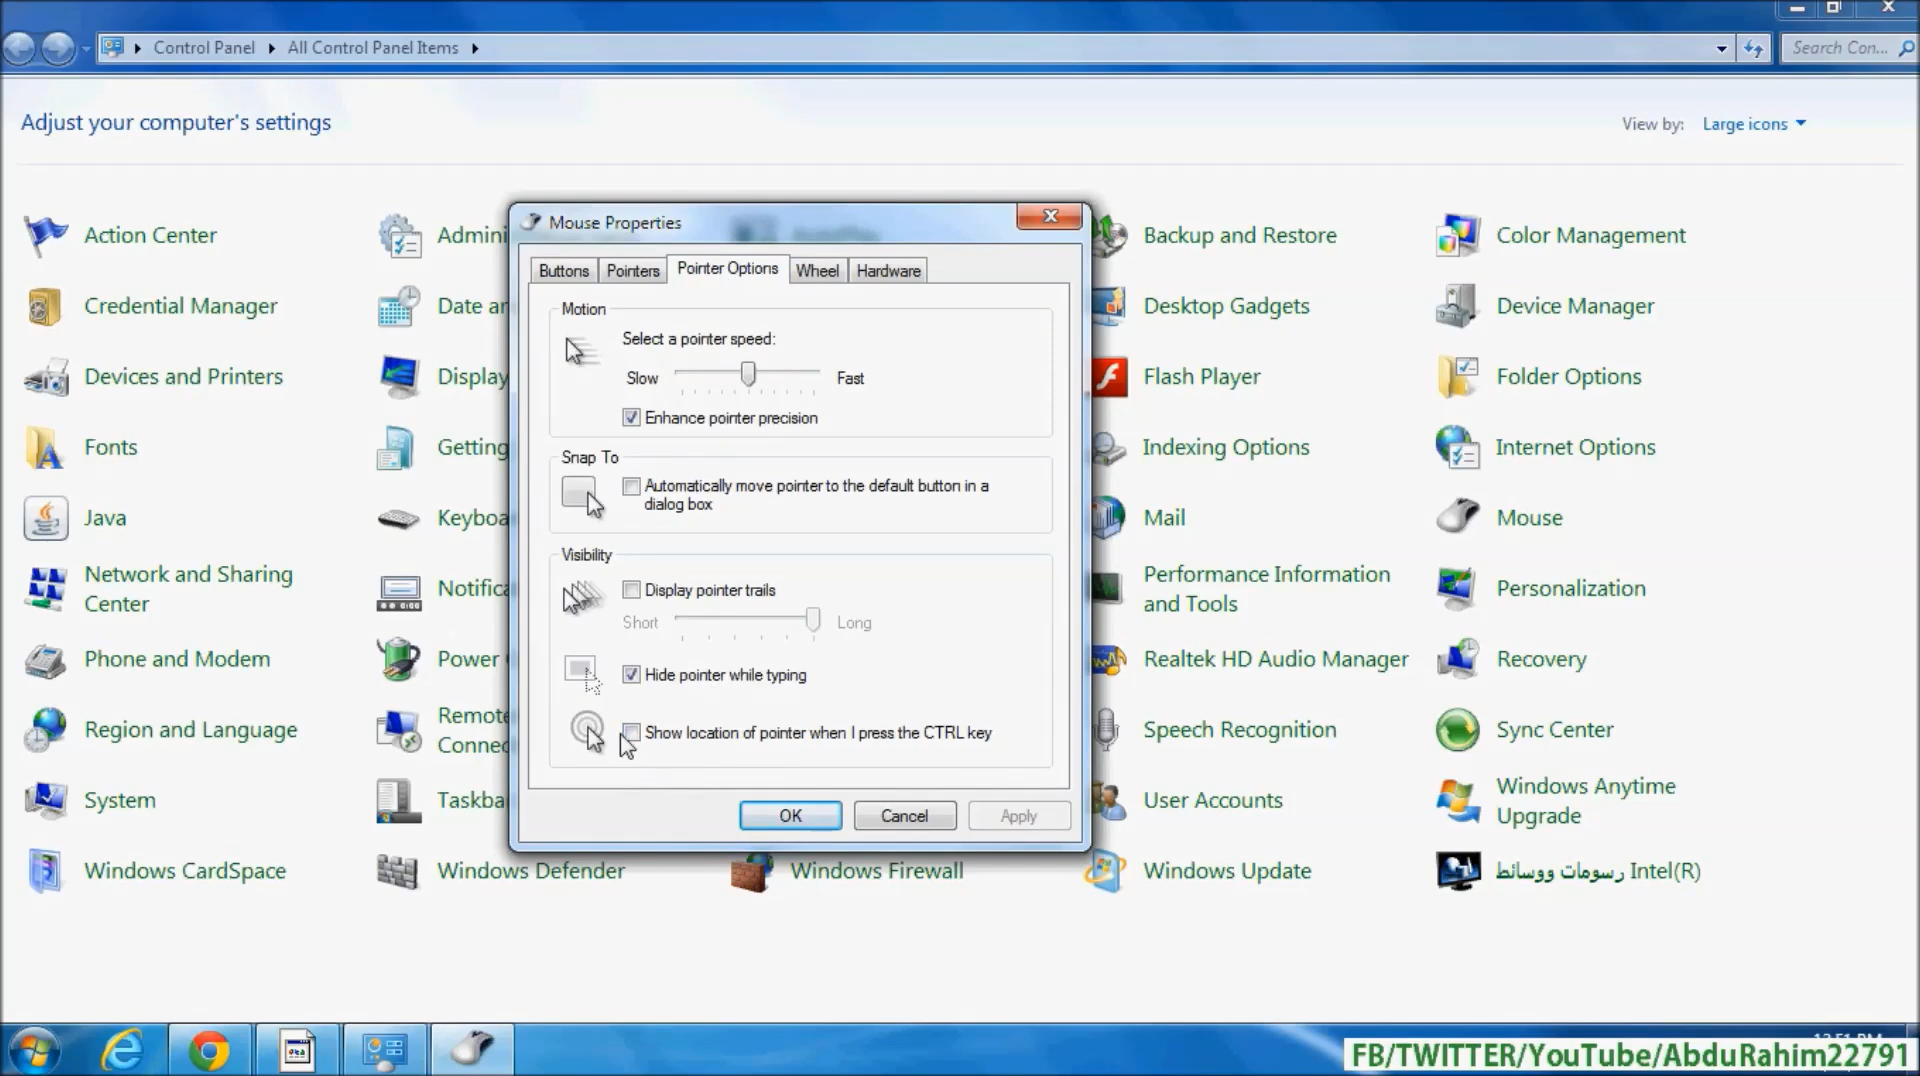 Control Panel
All Control Panel Items
Search Con...
Adjust your computer's settings
View by: Large icons
Action Center
Admini
Backup and Restore
Color Management
Credential Manager
Date an
Desktop Gadgets
Device Manager
Devices and Printers
Display
Flash Player
Folder Options
Fonts
Getting
Indexing Options
Internet Options
Java
Keyboa
Mail
Mouse
Network and Sharing
Center
Notifica
Performance Information
and Tools
Personalization
Phone and Modem
Power
Realtek HD Audio Manager
Recovery
Region and Language
Remote
Connec
Speech Recognition
Sync Center
System
Taskba
User Accounts
Windows Anytime
Upgrade
Windows CardSpace
Windows Defender
Windows Firewall
Windows Update
رسومات ووسائط Intel(R)
Mouse Properties
Buttons
Pointers
Pointer Options
Wheel
Hardware
Motion
Select a pointer speed:
Slow
Fast
Enhance pointer precision
Snap To
Automatically move pointer to the default button in a
dialog box
Visibility
Display pointer trails
Short
Long
Hide pointer while typing
Show location of pointer when I press the CTRL key
OK
Cancel
Apply
FB/TWITTER/YouTube/AbduRahim22791